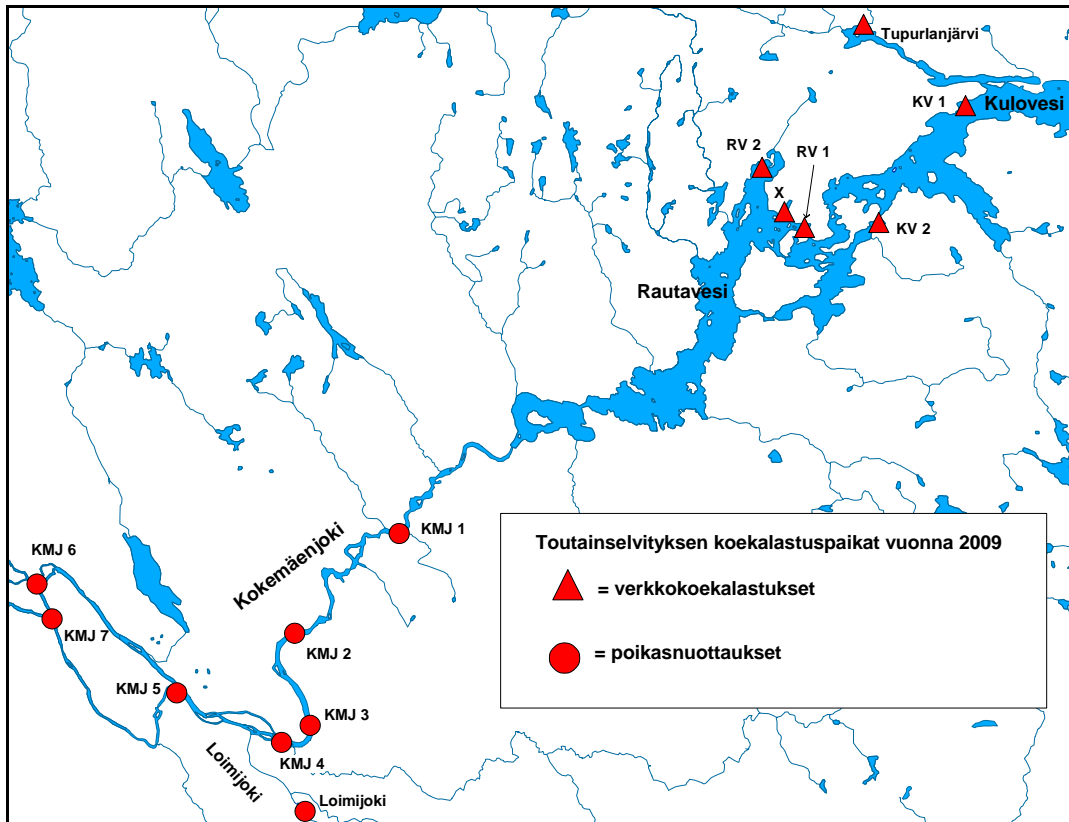 Tupurlanjärvi
KV 1
Kulovesi
RV 2
RV 1
X
KV 2
Rautavesi
KMJ 1
Kokemäenjoki
Toutainselvityksen koekalastuspaikat vuonna 2009
= verkkokoekalastukset
= poikasnuottaukset
KMJ 6
KMJ 7
KMJ 2
KMJ 5
KMJ 3
KMJ 4
Loimijoki
Loimijoki